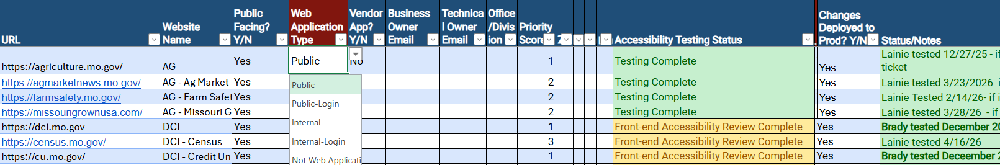 URL
Website
Name
Public
Facing?
Y/N
Web
Application
Type
Vendor
App?
Y/N
Business
Owner
Email
Technica
l Owner
Email
Office
/Divis
ion
Priority
Score
Accessibility Testing Status
Changes
Deployed to
Prod? Y/N
Status/Notes
https://agriculture.mo.gov/ AG Yes Public No 1 Testing Complete Yes
Lainie tested 12/27/25 - if
ticket
https://agmarketnews.mo.gov/ AG - Ag Market Yes 2 Testing Complete Yes Lainie tested 3/23/2026 i
https://farmsafety.mo.gov/ AG - Farm Safet Yes 2 Testing Complete Yes Lainie Tested 2/14/26- if i
https://missourigrownusa.com/ AG - Missouri G Yes 2 Testing Complete Yes Lainie tested 3/28/26 - if
https://dci.mo.gov DCI Yes 1 Front-end Accessibility Review Complete Yes Brady tested December 20
https://census.mo.gov/ DCI - Census Yes 3 Front-end Accessibility Review Complete Yes Lainie tested 4/16/26
https://cu.mo.gov/ DCI - Credit Un Yes 1 Front-end Accessibility Review Complete Yes Brady tested Deceember 2
Public
Public-Login
Internal
Internal-Login
Not Web Applicati